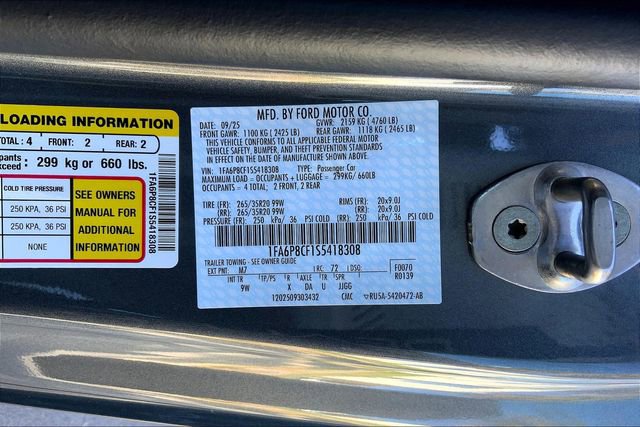 LOADING INFORMATION
TOTAL: 4 FRONT: 2 REAR: 2
pants
exceed: 299 kg or 660 lbs.
COLD TIRE PRESSURE
250 KPA, 36 PSI
250 KPA, 36 PSI
NONE
SEE OWNERS
MANUAL FOR
ADDITIONAL
INFORMATION
1FA6P8CF1S5418308
MFD. BY FORD MOTOR CO.
DATE: 09/25 GVWR: 2159 KG ( 4760 LB)
FRONT GAWR: 1100 KG ( 2425 LB) REAR GAWR: 1118 KG ( 2465 LB)
THIS VEHICLE CONFORMS TO ALL APPLICABLE FEDERAL MOTOR
VEHICLE SAFETY, BUMPER, AND THEFT PREVENTION STANDARDS
IN EFFECT ON THE DATE OF MANUFACTURE SHOWN ABOVE.
VIN: 1FA6P8CF1S5418308 TYPE: Passenger Car
MAXIMUM LOAD = OCCUPANTS + LUGGAGE = 299KG/ 660LB
OCCUPANTS = 4 TOTAL: 2 FRONT, 2 REAR
TIRE (FR): 265/35R20 99W RIMS (FR): 20x9.0J
(RR): 265/35R20 99W (RR): 20x9.0J
PRESSURE (FR): 250 kPa/ 36 PSI COLD (RR): 250 kPa/ 36 PSI COLD
1FA6P8CF1S5418308
TRAILER TOWING - SEE OWNER GUIDE
EXT PNT: M7 RC: 72 DSO: F0070
R0139
INT TR TP/PS R AXLE TR SPR
9W X DA U JJGG
1202509303432 CMC RU5A-5420472-AB